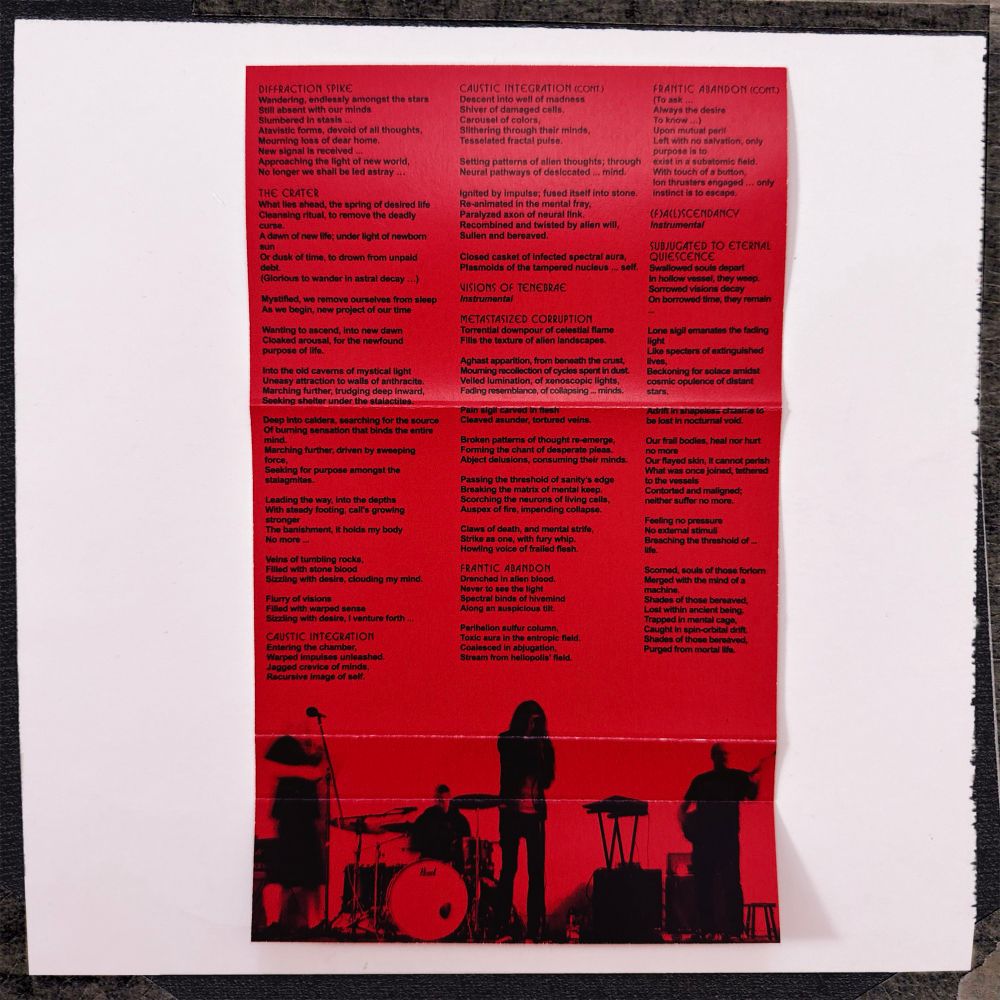 DIFFRACTION SPIKE
Wandering, endlessly amongst the stars
Still absent with our minds
Slumbered in stasis ...
Atavistic forms, devoid of all thoughts,
Mourning loss of dear home.
New signal is received ...
Approaching the light of new world,
No longer we shall be led astray ...
THE CRATER
What lies ahead, the spring of desired life
Cleansing ritual, to remove the deadly
curse.
A dawn of new life; under light of newborn
sun
Or dusk of time, to drown from unpaid
debt.
(Glorious to wander in astral decay ...)
Mystified, we remove ourselves from sleep
As we begin, new project of our time
Wanting to ascend, into new dawn
Cloaked arousal, for the newfound
purpose of life.
Into the old caverns of mystical light
Uneasy attraction to walls of anthracite.
Marching further, trudging deep inward,
Seeking shelter under the stalactites.
Deep into caldera, searching for the source
Of burning sensation that binds the entire
mind.
Marching further, driven by sweeping
force,
Seeking for purpose amongst the
stalagmites.
Leading the way, into the depths
With steady footing, call's growing
stronger
The banishment, it holds my body
No more ...
Veins of tumbling rocks,
Filled with stone blood
Sizzling with desire, clouding my mind.
Flurry of visions
Filled with warped sense
Sizzling with desire, I venture forth ...
CAUSTIC INTEGRATION
Entering the chamber,
Warped impulses unleashed.
Jagged crevice of minds,
Racursive image of self.
CAUSTIC INTEGRATION (CONT.)
Descent into well of madness
Shiver of damaged cells,
Carousel of colors,
Slithering through their minds,
Tesselated fractal pulse.
Setting patterns of alien thoughts; through
Neural pathways of deslocated ... mind.
Ignited by impulse; fused itself into stone.
Re-animated in the mental fray,
Paralyzed axon of neural link.
Recombined and twisted by alien will,
Sullen and bereaved.
Closed casket of infected spectral aura,
Plasmoids of the tampered nucleus ... self.
VISIONS OF TENEBRAE
Instrumental
METASTASIZED CORRUPTION
Torrential downpour of celestial flame
Fills the texture of alien landscapes.
Aghast apparition, from beneath the crust,
Mourning recollection of cycles spent in dust.
Veiled lumination, of xenoscopic lights,
Fading resemblance, of collapsing ... minds.
Pain sigil carved in flesh
Cleaved asunder, tortured veins.
Broken patterns of thought re-emerge,
Forming the chant of desperate pleas.
Abject delusions, consuming their minds.
Passing the threshold of sanity's edge
Breaking the matrix of mental keep.
Scorching the neurons of living cells,
Auspex of fire, impending collapse.
Claws of death, and mental strife,
Strike as one, with fury whip.
Howling voice of frailed flesh.
FRANTIC ABANDON
Drenched in alien blood.
Never to see the light
Spectral binds of hivemind
Along an auspicious tilt.
Perihelion sulfur column.
Toxic aura in the entropic field.
Coalesced in abjugation,
Stream from heliopolis' field.
FRANTIC ABANDON (CONT.)
(To ask ...
Always the desire
To know ...)
Upon mutual peril
Left with no salvation, only
purpose is to
exist in a subatomic field.
With touch of a button,
Ion thrusters engaged ... only
instinct is to escape.
(F)A(L)SCENDANCY
Instrumental
SUBJUGATED TO ETERNAL
QUIESCENCE
Swallowed souls depart
In hollow vessel, they weep.
Sorrowed visions decay
On borrowed time, they remain
...
Lone sigil emanates the fading
light
Like specters of extinguished
lives,
Beckoning for solace amidst
cosmic opulence of distant
stars.
Adrift in shapeless chasms to
be lost in nocturnal void.
Our frail bodies, heal nor hurt
no more
Our flayed skin, it cannot perish
What was once joined, tethered
to the vessels
Contorted and maligned;
neither suffer no more.
Feeling no pressure
No external stimuli
Breaching the threshold of ...
life.
Scorned, souls of those forlorn
Merged with the mind of a
machine.
Shades of those bereaved,
Lost within ancient being,
Trapped in mental cage,
Caught in spin-orbital drift.
Shades of those bereaved,
Purged from mortal life.